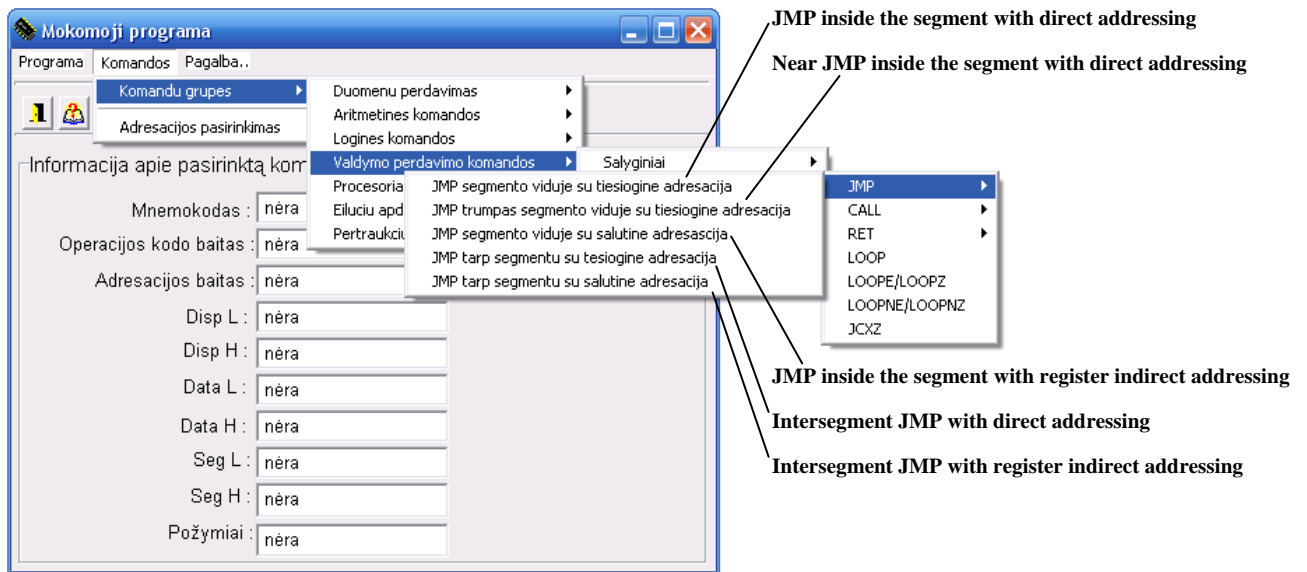 Mokomoji programa
Programa Komandos Pagalba..
Komandu grupes
Adresacijos pasirinkimas
Duomenu perdavimas
Aritmetines komandos
Logines komandos
Valdymo perdavimo komandos
Procesoria
Eiluciu apd
Pertraukciu
Salyginiai
JMP segmento viduje su tiesiogine adresacija
JMP trumpas segmento viduje su tiesiogine adresacija
JMP segmento viduje su salutine adresascija
JMP tarp segmentu su tesiogine adresacija
JMP tarp segmentu su salutine adresacija
JMP
CALL
RET
LOOP
LOOPE/LOOPZ
LOOPNE/LOOPNZ
JCXZ
Informacija apie pasirinktą kom
Mnemokodas : nėra
Operacijos kodo baitas : nėra
Adresacijos baitas : nėra
Disp L : nėra
Disp H : nėra
Data L : nėra
Data H : nėra
Seg L : nėra
Seg H : nėra
Požymiai : nėra
JMP inside the segment with direct addressing
Near JMP inside the segment with direct addressing
JMP inside the segment with register indirect addressing
Intersegment JMP with direct addressing
Intersegment JMP with register indirect addressing